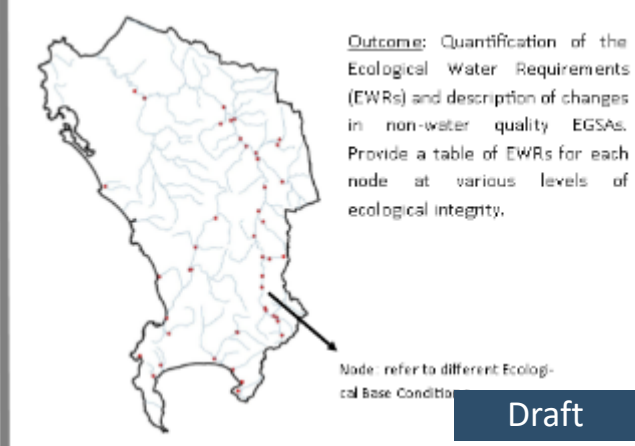 Outcome: Quantification of the
Ecological Water Requirements
(EWRs) and description of changes
in non-water quality EGSAs.
Provide a table of EWRs for each
node at various levels of
ecological integrity.
Node: refer to different Ecologi-
cal Base Condition
Draft